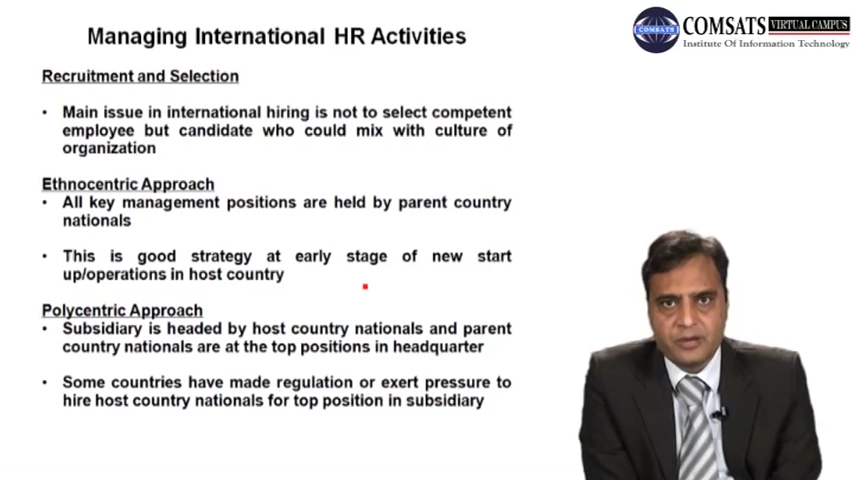 Managing International HR Activities
COMSATS VIRTUAL CAMPUS
Institute Of Information Technology
COMSATS
Recruitment and Selection
• Main issue in international hiring is not to select competent
employee but candidate who could mix with culture of
organization
Ethnocentric Approach
• All key management positions are held by parent country
nationals
• This is good strategy at early stage of new start
up/operations in host country
Polycentric Approach
• Subsidiary is headed by host country nationals and parent
country nationals are at the top positions in headquarter
• Some countries have made regulation or exert pressure to
hire host country nationals for top position in subsidiary